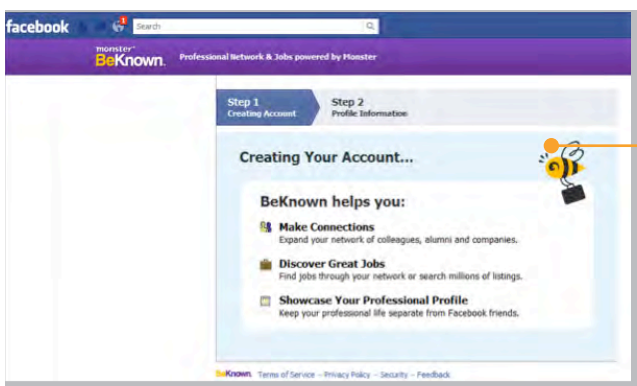 facebook
1
Search
monster
BeKnown. Professional Network & Jobs powered by Monster
Step 1
Creating Account
Step 2
Profile Information
Creating Your Account...
BeKnown helps you:
Make Connections
Expand your network of colleagues, alumni and companies.
Discover Great Jobs
Find jobs through your network or search millions of listings.
Showcase Your Professional Profile
Keep your professional life separate from Facebook friends.
BeKnown. Terms of Service - Privacy Policy - Security - Feedback